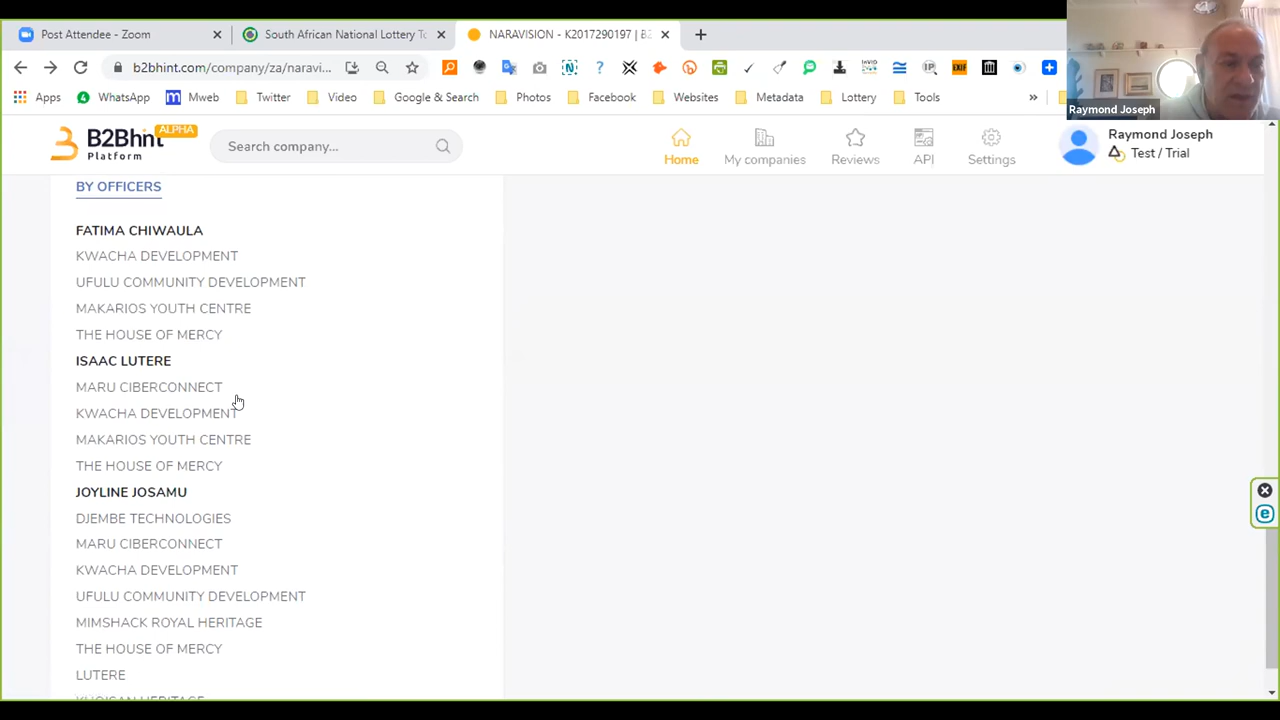 Post Attendee - Zoom
South African National Lottery To
NARAVISION - K2017290197 | B2
b2bhint.com/company/za/naravi...
Apps
WhatsApp
Mweb
Twitter
Video
Google & Search
Photos
Facebook
Websites
Metadata
Lottery
Tools
»
Raymond Joseph
B2Bhint ALPHA
Platform
Search company...
Home
My companies
Reviews
API
Settings
Raymond Joseph
Test / Trial
BY OFFICERS
FATIMA CHIWAULA
KWACHA DEVELOPMENT
UFULU COMMUNITY DEVELOPMENT
MAKARIOS YOUTH CENTRE
THE HOUSE OF MERCY
ISAAC LUTERE
MARU CIBERCONNECT
KWACHA DEVELOPMENT
MAKARIOS YOUTH CENTRE
THE HOUSE OF MERCY
JOYLINE JOSAMU
DJEMBE TECHNOLOGIES
MARU CIBERCONNECT
KWACHA DEVELOPMENT
UFULU COMMUNITY DEVELOPMENT
MIMSHACK ROYAL HERITAGE
THE HOUSE OF MERCY
LUTERE
KHOISAN HERITAGE